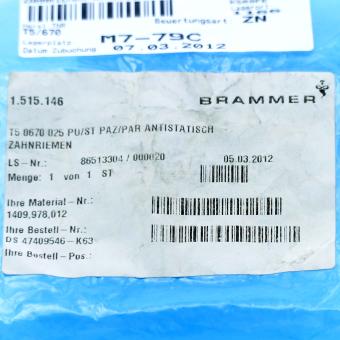 Bewertungsart
T5/670
ZN
Lagerplatz
M7-79C
Datum Zubuchung 07.03.2012
1.515.146
BRAMMER
T5 0670 025 PU/ST PAZ/PAR ANTISTATISCH
ZAHNRIEMEN
LS-Nr.: 86513304 / 000020 05.03.2012
Menge: 1 von 1 ST
Ihre Material-Nr.:
1409,978,012
Ihre Bestell-Nr.:
DS 47409546-K63
Ihre Bestell-Pos.: